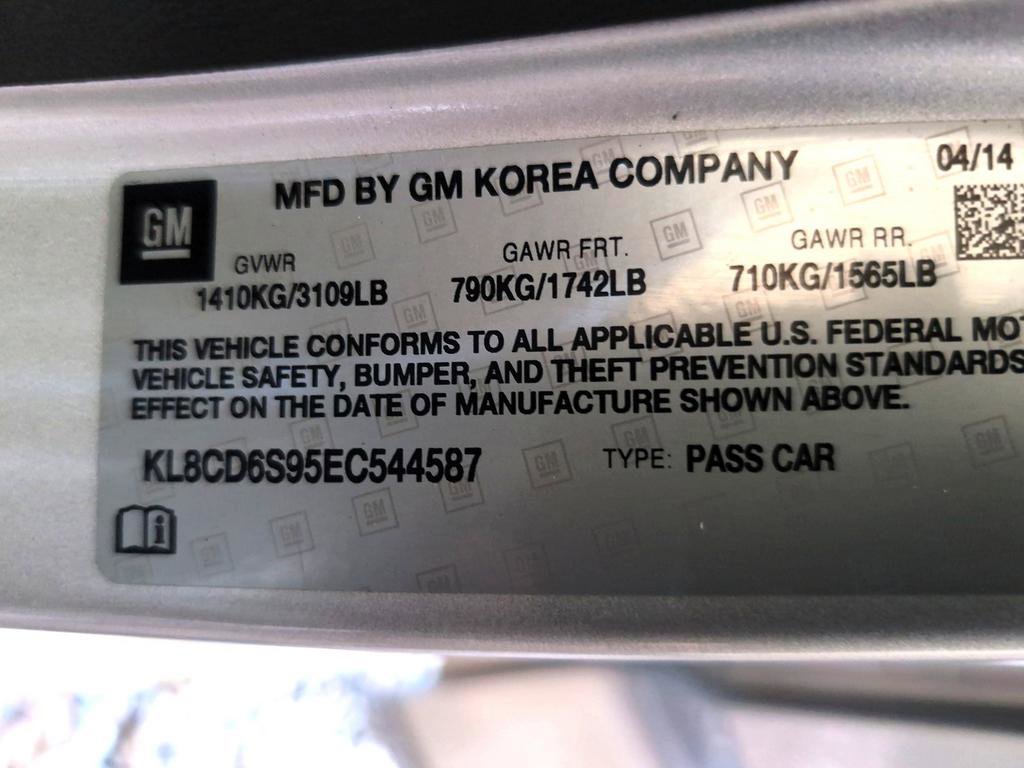 MFD BY GM KOREA COMPANY 04/14
GM
GVWR GAWR FRT. GAWR RR.
1410KG/3109LB 790KG/1742LB 710KG/1565LB
THIS VEHICLE CONFORMS TO ALL APPLICABLE U.S. FEDERAL MOT
VEHICLE SAFETY, BUMPER, AND THEFT PREVENTION STANDARDS
EFFECT ON THE DATE OF MANUFACTURE SHOWN ABOVE.
KL8CD6S95EC544587 TYPE: PASS CAR